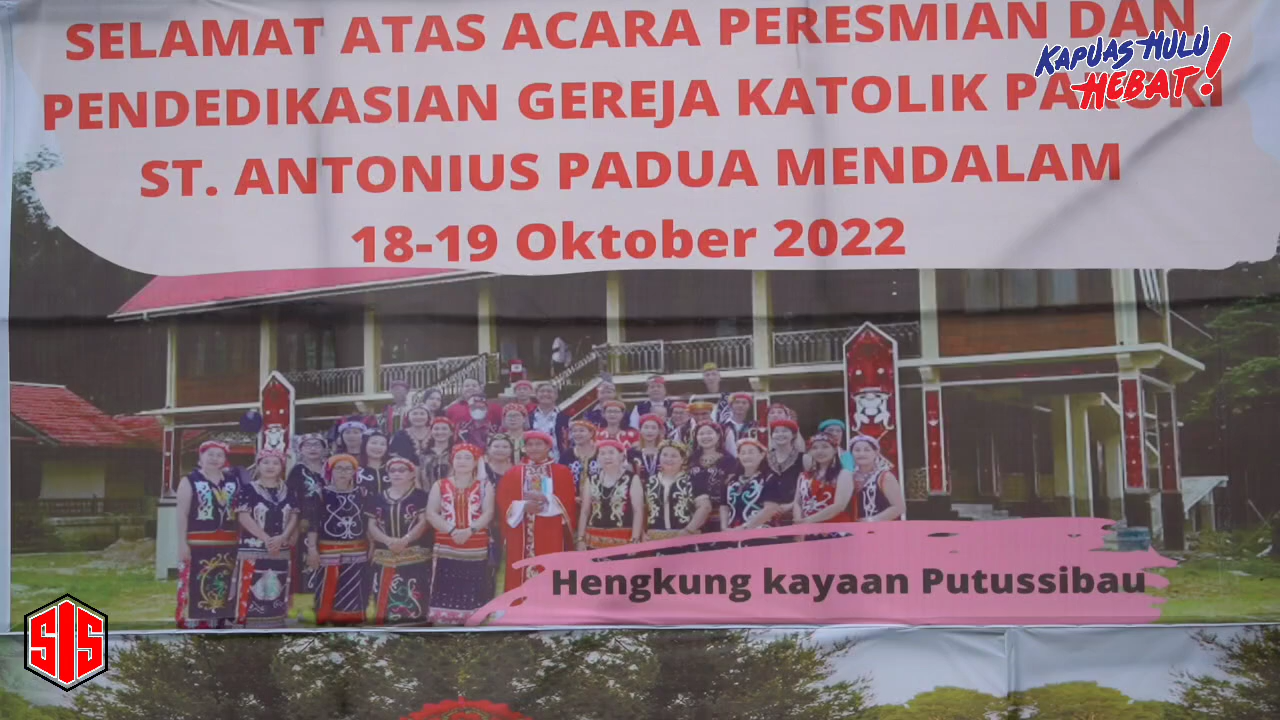 SELAMAT ATAS ACARA PERESMIAN DAN
KAPUAS HULU
HEBAT!
PENDEDIKASIAN GEREJA KATOLIK
ST. ANTONIUS PADUA MENDALAM
18-19 Oktober 2022
Hengkung kayaan Putussibau
SIS